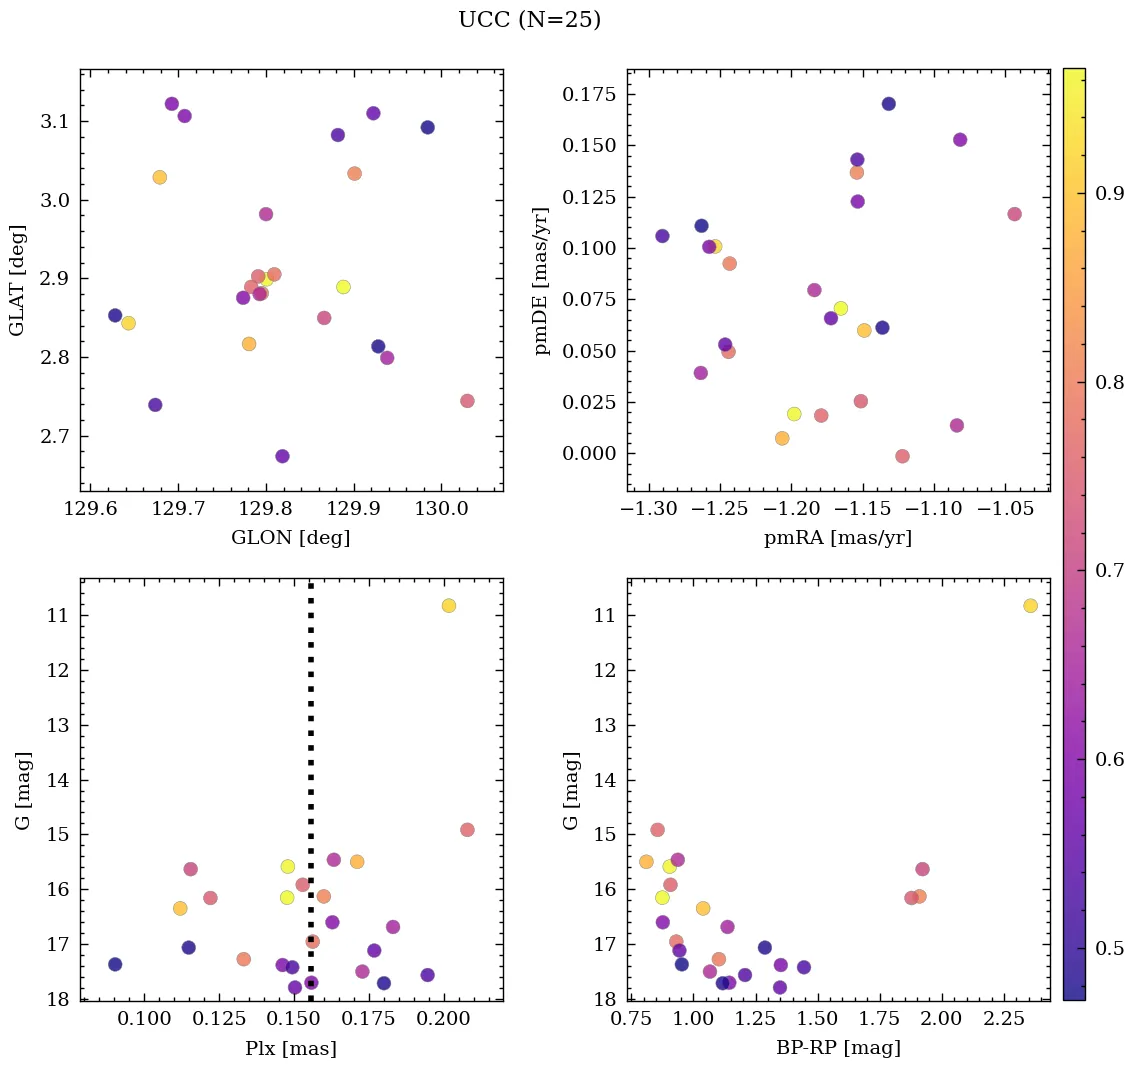 UCC (N=25)
3.1
3.0
2.9
2.8
2.7
GLAT [deg]
129.6 129.7 129.8 129.9 130.0
GLON [deg]
0.175
0.150
0.125
0.100
0.075
0.050
0.025
0.000
pmDE [mas/yr]
−1.30 −1.25 −1.20 −1.15 −1.10 −1.05
pmRA [mas/yr]
0.9
0.8
0.7
0.6
0.5
11
12
13
14
15
16
17
18
G [mag]
0.100 0.125 0.150 0.175 0.200
Plx [mas]
11
12
13
14
15
16
17
18
G [mag]
0.75 1.00 1.25 1.50 1.75 2.00 2.25
BP-RP [mag]